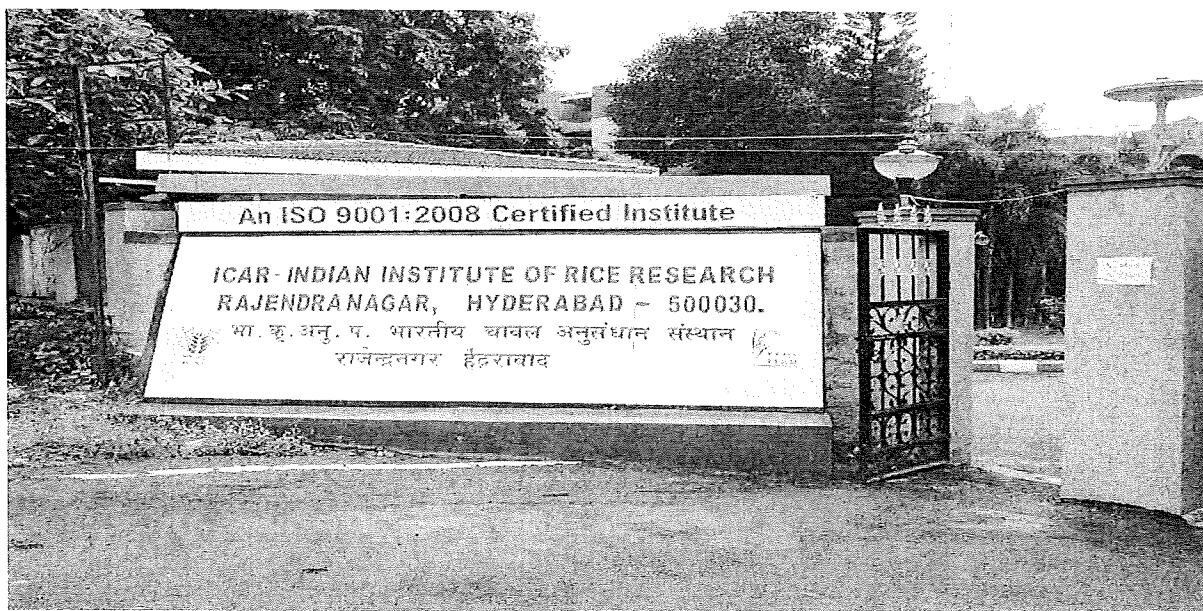 An ISO 9001:2008 Certified Institute
ICAR-INDIAN INSTITUTE OF RICE RESEARCH
RAJENDRANAGAR, HYDERABAD - 500030.
भा.कृ.अनु.प. भारतीय चावल अनुसंधान संस्थान
राजेन्द्रनगर हैदराबाद